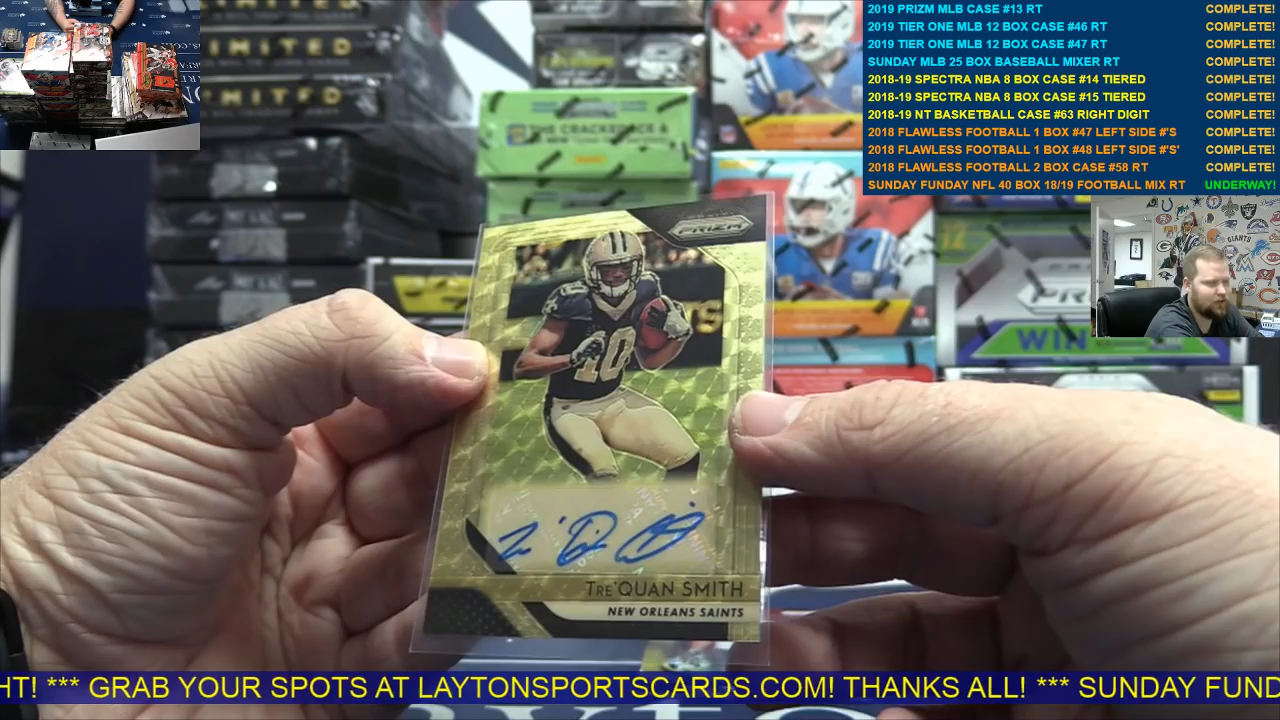 2019 PRIZM MLB CASE #13 RT COMPLETE!
2019 TIER ONE MLB 12 BOX CASE #46 RT COMPLETE!
2019 TIER ONE MLB 12 BOX CASE #47 RT COMPLETE!
SUNDAY MLB 25 BOX BASEBALL MIXER RT COMPLETE!
2018-19 SPECTRA NBA 8 BOX CASE #14 TIERED COMPLETE!
2018-19 SPECTRA NBA 8 BOX CASE #15 TIERED COMPLETE!
2018-19 NT BASKETBALL CASE #63 RIGHT DIGIT COMPLETE!
2018 FLAWLESS FOOTBALL 1 BOX #47 LEFT SIDE #'S COMPLETE!
2018 FLAWLESS FOOTBALL 1 BOX #48 LEFT SIDE #'S' COMPLETE!
2018 FLAWLESS FOOTBALL 2 BOX CASE #58 RT COMPLETE!
SUNDAY FUNDAY NFL 40 BOX 18/19 FOOTBALL MIX RT UNDERWAY!
LIMITED
LIMITED
PRIZM
GIANTS
WIN
10
TRE'QUAN SMITH
NEW ORLEANS SAINTS
HT! *** GRAB YOUR SPOTS AT LAYTONSPORTSCARDS.COM! THANKS ALL! *** SUNDAY FUND